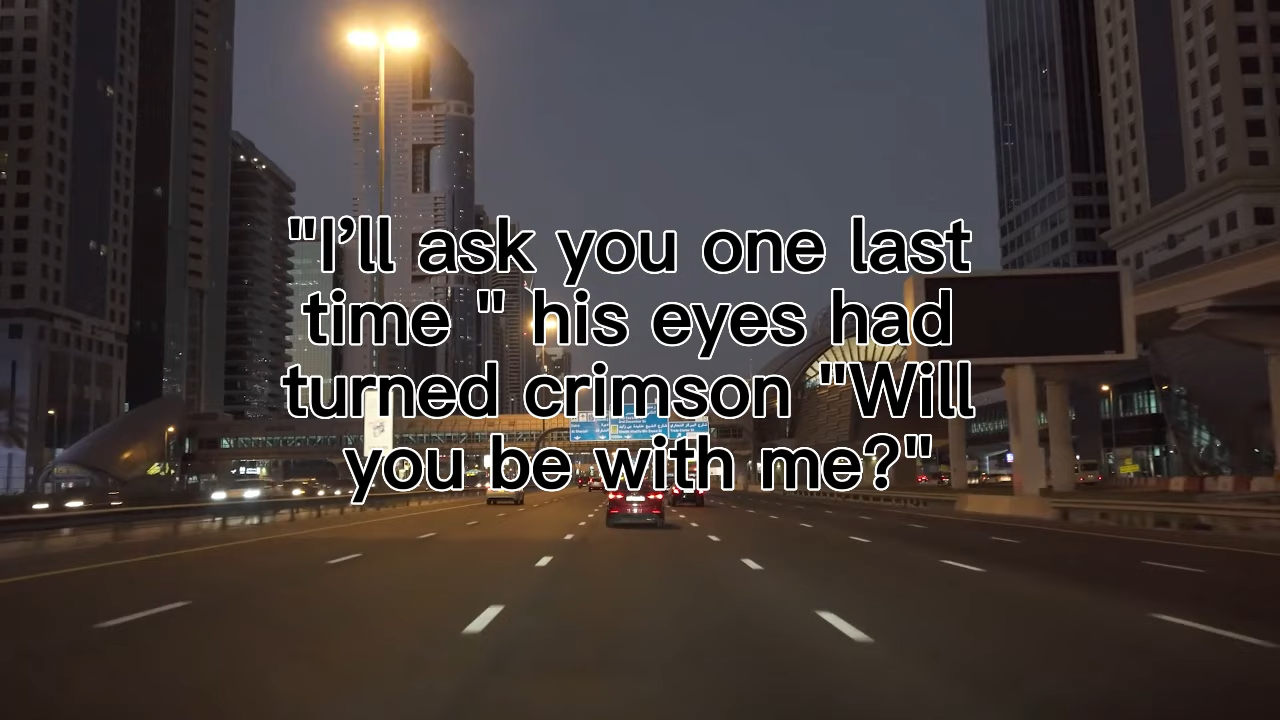 "I’ll ask you one last
time " his eyes had
turned crimson "Will
you be with me?"